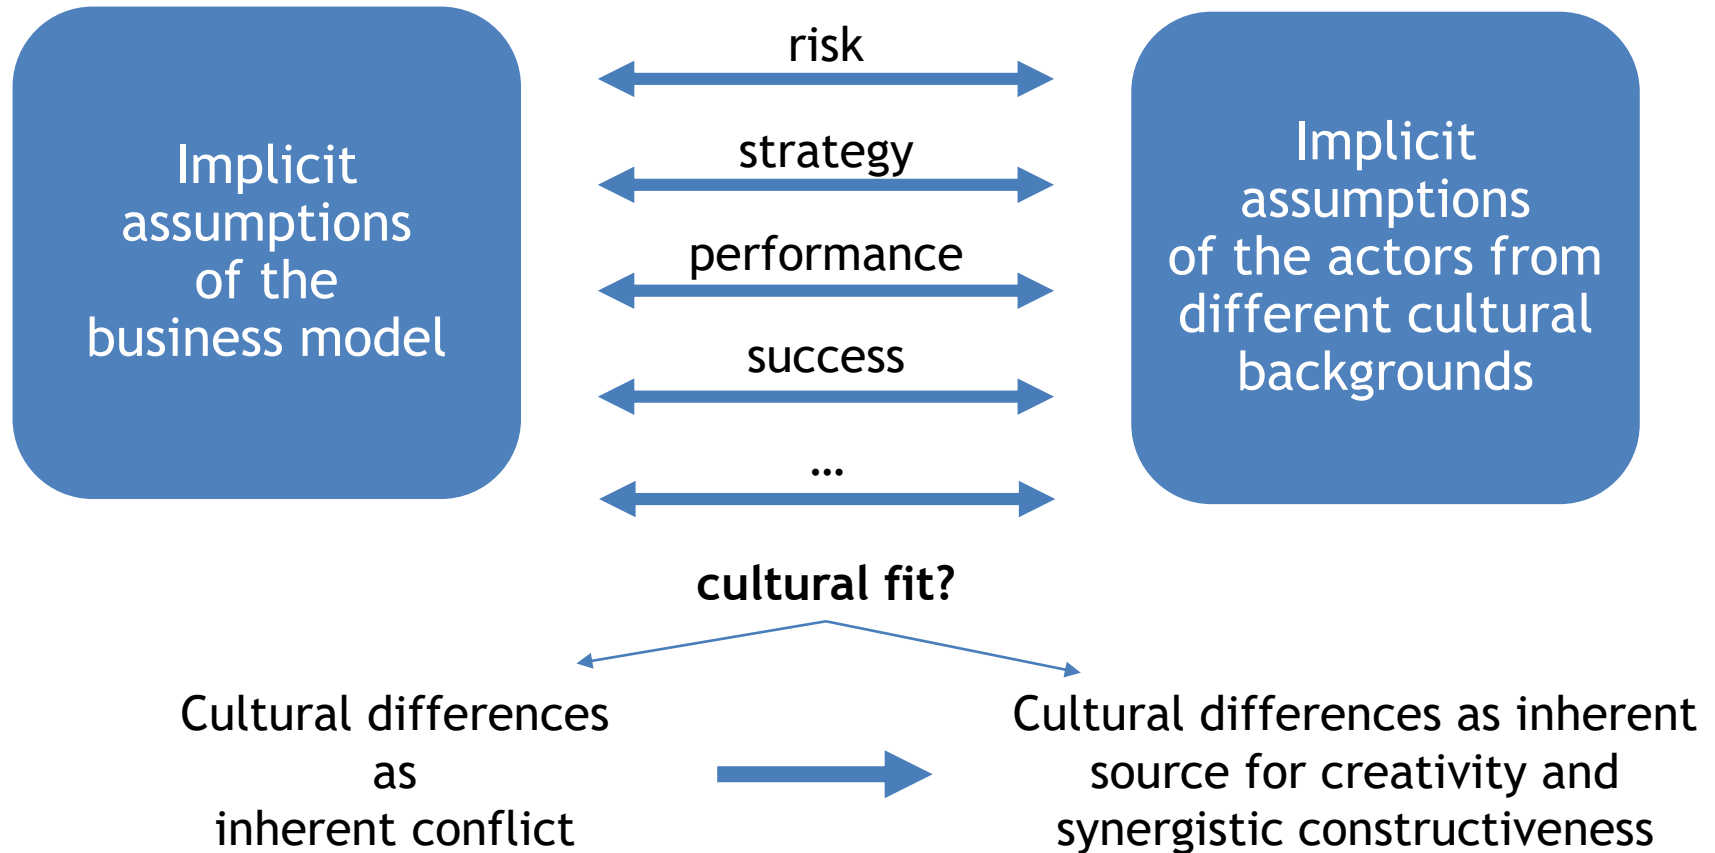 Implicit
assumptions
of the
business model
risk
strategy
performance
success
...
Implicit
assumptions
of the actors from
different cultural
backgrounds
cultural fit?
Cultural differences
as
inherent conflict
Cultural differences as inherent
source for creativity and
synergistic constructiveness